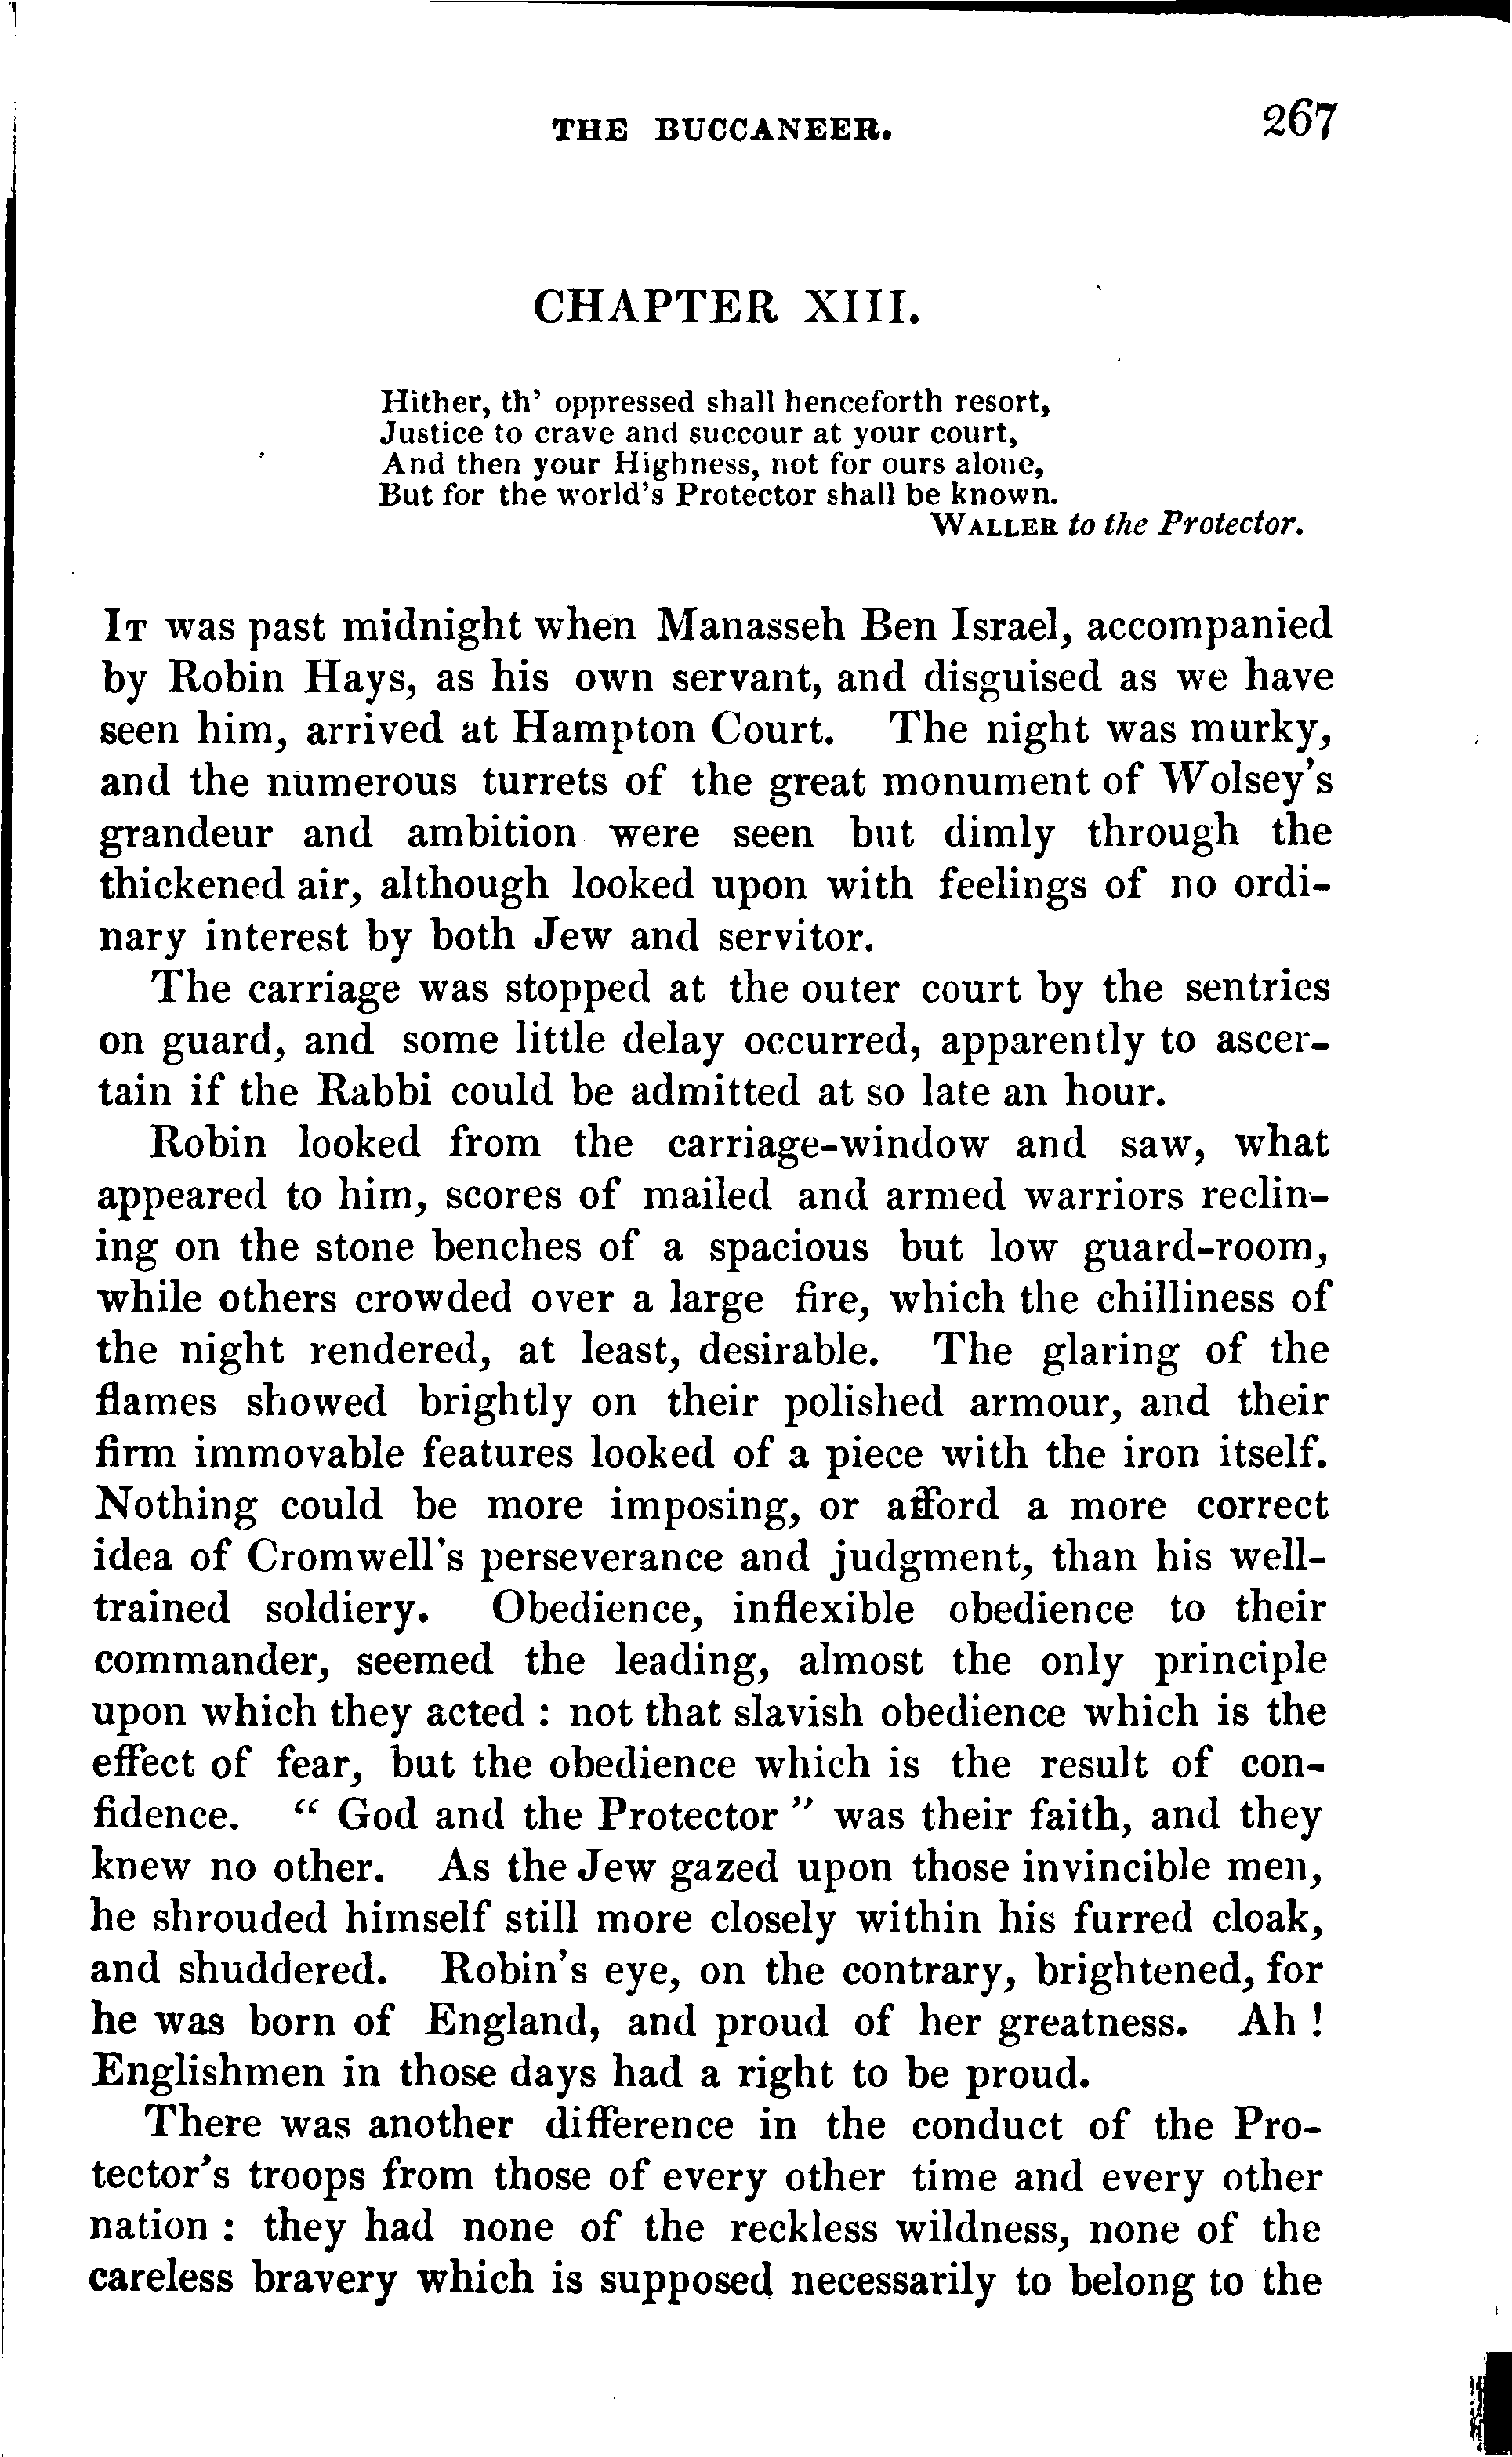 THE BUCCANEER. 267
CHAPTER XIII.
Hither, th' oppressed shall henceforth resort,
Justice to crave and succour at your court,
And then your Highness, not for ours alone,
But for the world's Protector shall be known.
WALLER to the Protector.
IT was past midnight when Manasseh Ben Israel, accompanied
by Robin Hays, as his own servant, and disguised as we have
seen him, arrived at Hampton Court. The night was murky,
and the numerous turrets of the great monument of Wolsey's
grandeur and ambition were seen but dimly through the
thickened air, although looked upon with feelings of no ordi-
nary interest by both Jew and servitor.
The carriage was stopped at the outer court by the sentries
on guard, and some little delay occurred, apparently to ascer-
tain if the Rabbi could be admitted at so late an hour.
Robin looked from the carriage-window and saw, what
appeared to him, scores of mailed and armed warriors reclin-
ing on the stone benches of a spacious but low guard-room,
while others crowded over a large fire, which the chilliness of
the night rendered, at least, desirable. The glaring of the
flames showed brightly on their polished armour, and their
firm immovable features looked of a piece with the iron itself.
Nothing could be more imposing, or afford a more correct
idea of Cromwell's perseverance and judgment, than his well-
trained soldiery. Obedience, inflexible obedience to their
commander, seemed the leading, almost the only principle
upon which they acted : not that slavish obedience which is the
effect of fear, but the obedience which is the result of con-
fidence. “ God and the Protector ” was their faith, and they
knew no other. As the Jew gazed upon those invincible men,
he shrouded himself still more closely within his furred cloak,
and shuddered. Robin's eye, on the contrary, brightened, for
he was born of England, and proud of her greatness. Ah !
Englishmen in those days had a right to be proud.
There was another difference in the conduct of the Pro-
tector's troops from those of every other time and every other
nation : they had none of the reckless wildness, none of the
careless bravery which is supposed necessarily to belong to the